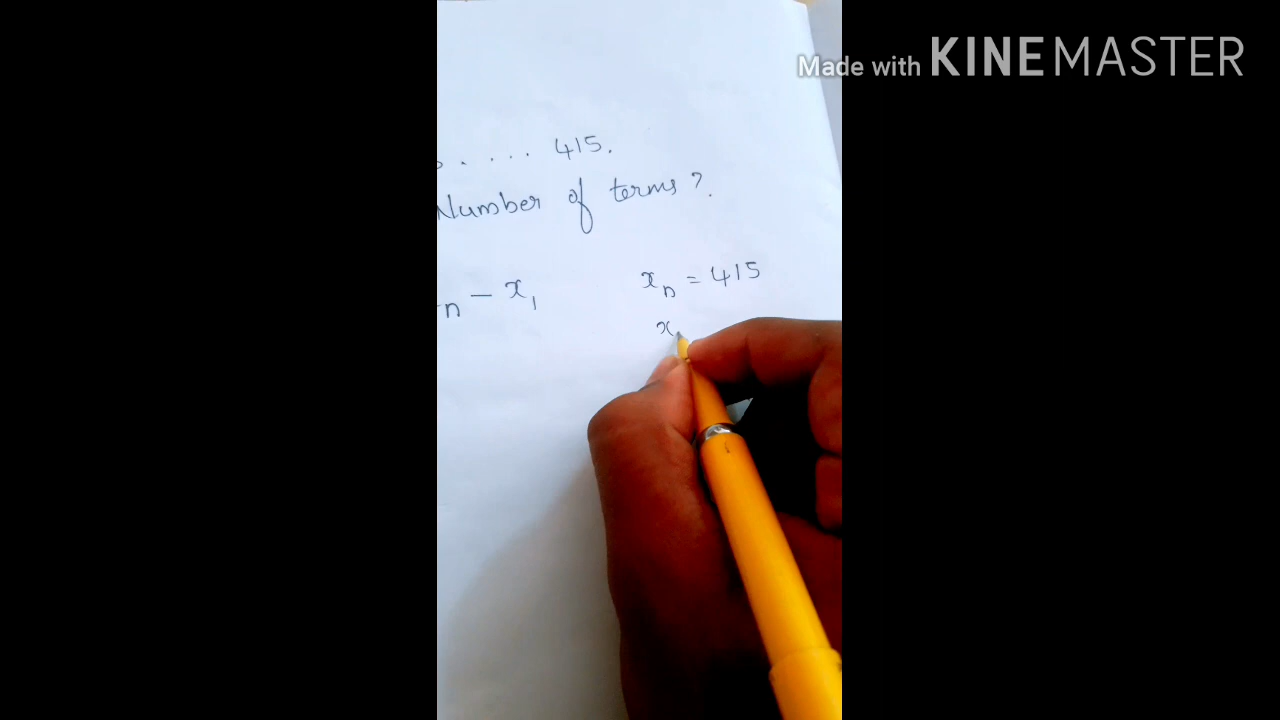 Made with KINEMASTER
..... 415.
Number of terms?
n - x₁
xₙ = 415
x